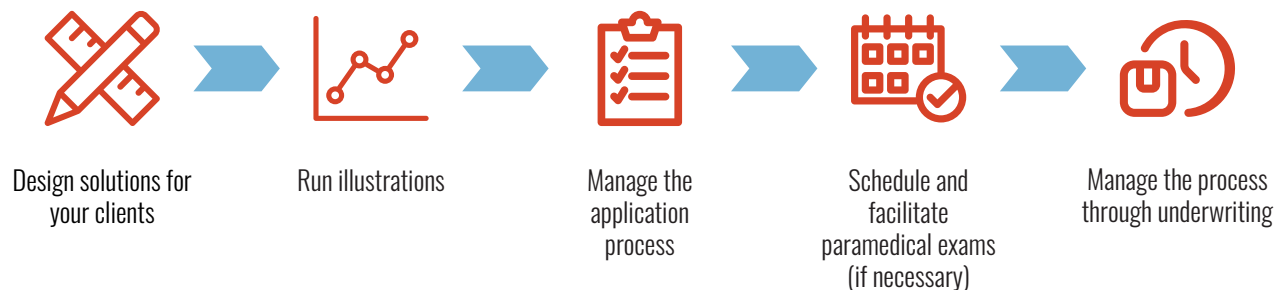 Design solutions for
your clients
Run illustrations
Manage the
application
process
Schedule and
facilitate
paramedical exams
(if necessary)
Manage the process
through underwriting